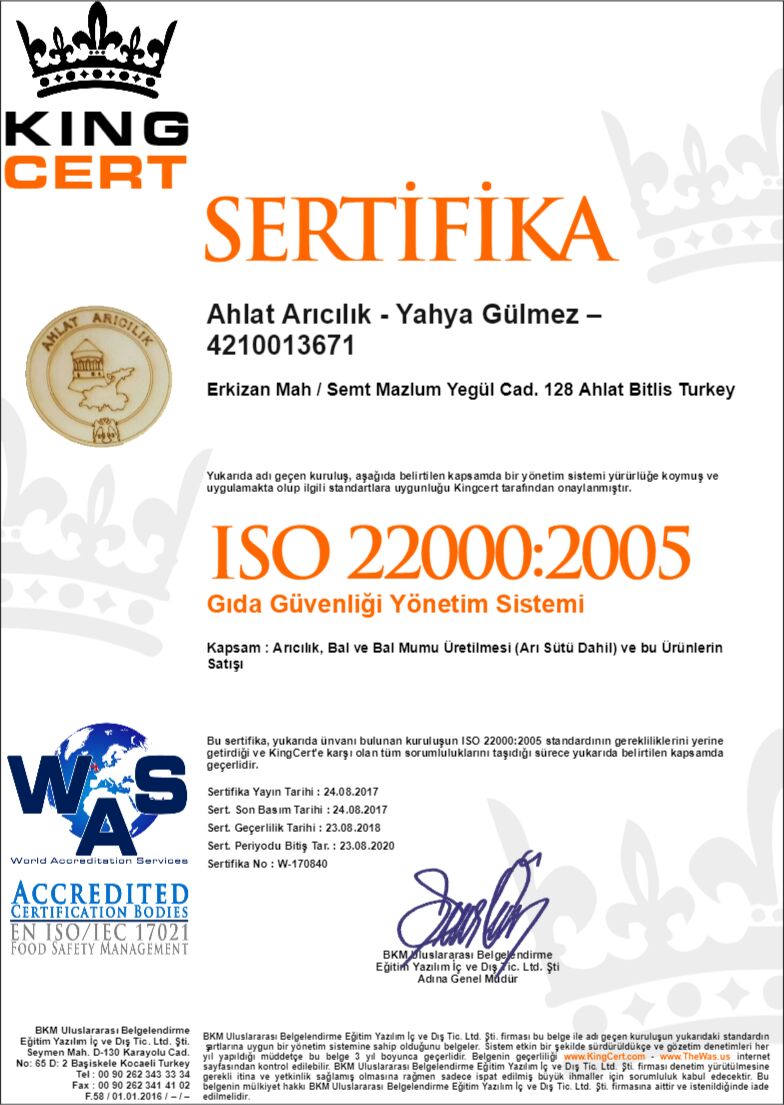 KING
CERT
SERTİFİKA
Ahlat Arıcılık - Yahya Gülmez –
4210013671
AHLAT ARICILIK
Erkizan Mah / Semt Mazlum Yegül Cad. 128 Ahlat Bitlis Turkey
Yukarıda adı geçen kuruluş, aşağıda belirtilen kapsamda bir yönetim sistemi yürürlüğe koymuş ve
uygulamakta olup ilgili standartlara uygunluğu Kingcert tarafından onaylanmıştır.
ISO 22000:2005
Gıda Güvenliği Yönetim Sistemi
Kapsam : Arıcılık, Bal ve Bal Mumu Üretilmesi (Arı Sütü Dahil) ve bu Ürünlerin
Satışı
Bu sertifika, yukarıda ünvanı bulunan kuruluşun ISO 22000:2005 standardının gerekliliklerini yerine
getirdiği ve KingCert'e karşı olan tüm sorumluluklarını taşıdığı sürece yukarıda belirtilen kapsamda
geçerlidir.
Sertifika Yayın Tarihi : 24.08.2017
Sert. Son Basım Tarihi : 24.08.2017
Sert. Geçerlilik Tarihi : 23.08.2018
Sert. Periyodu Bitiş Tar. : 23.08.2020
Sertifika No : W-170840
WAS
World Accreditation Services
ACCREDITED
CERTIFICATION BODIES
EN ISO/IEC 17021
FOOD SAFETY MANAGEMENT
BKM Uluslararası Belgelendirme
Eğitim Yazılım İç ve Dış Tic. Ltd. Şti
Adına Genel Müdür
BKM Uluslararası Belgelendirme
Eğitim Yazılım İç ve Dış Tic. Ltd. Şti.
Seymen Mah. D-130 Karayolu Cad.
No: 65 D: 2 Başiskele Kocaeli Turkey
Tel : 00 90 262 343 33 34
Fax : 00 90 262 341 41 02
F.58 / 01.01.2016 / – / –
BKM Uluslararası Belgelendirme Eğitim Yazılım İç ve Dış Tic. Ltd. Şti. firması bu belge ile adı geçen kuruluşun yukarıdaki standardın
şartlarına uygun bir yönetim sistemine sahip olduğunu belgeler. Sistem etkin bir şekilde sürdürüldükçe ve gözetim denetimleri her
yıl yapıldığı müddetçe bu belge 3 yıl boyunca geçerlidir. Belgenin geçerliliği www.KingCert.com - www.TheWas.us internet
sayfasından kontrol edilebilir. BKM Uluslararası Belgelendirme Eğitim Yazılım İç ve Dış Tic. Ltd. Şti. firması denetim yürütülmesine
gerekli itina ve yetkinlik sağlamış olmasına rağmen sadece ispat edilmiş büyük ihmaller için sorumluluk kabul edecektir. Bu
belgenin mülkiyet hakkı BKM Uluslararası Belgelendirme Eğitim Yazılım İç ve Dış Tic. Ltd. Şti. firmasına aittir ve istenildiğinde iade
edilmelidir.